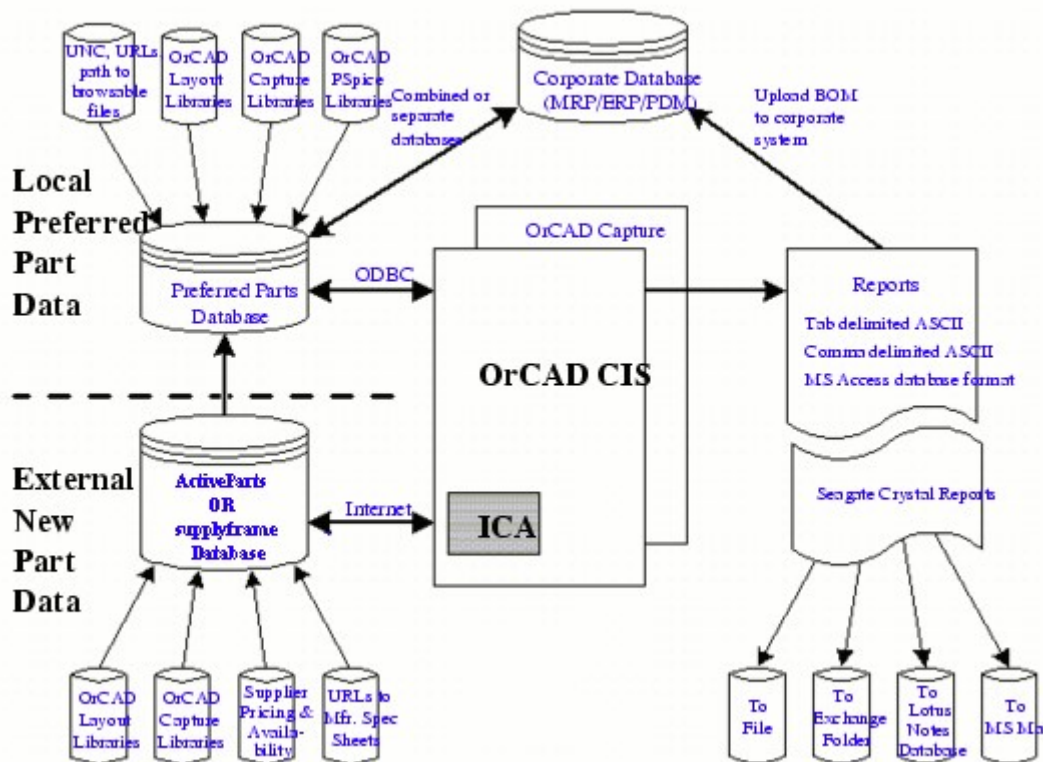 UNC, URLs,
path to
browsable
files
OrCAD
Layout
Libraries
OrCAD
Capture
Libraries
OrCAD
PSpice
Libraries
Combined or
separate
databases
Corporate Database
(MRP/ERP/PDM)
Upload BOM
to corporate
system
Local
Preferred
Part
Data
Preferred Parts
Database
ODBC
OrCAD Capture
OrCAD CIS
ICA
Reports
Tab delimited ASCII
Comma delimited ASCII
MS Access database format
Seagate Crystal Reports
External
New
Part
Data
ActiveParts
OR
supplyframe
Database
Internet
OrCAD
Layout
Libraries
OrCAD
Capture
Libraries
Supplier
Pricing &
Availa-
bility
URLs to
Mfr. Spec
Sheets
To
File
To
Exchange
Folder
To
Lotus
Notes
Database
To
MS Ma